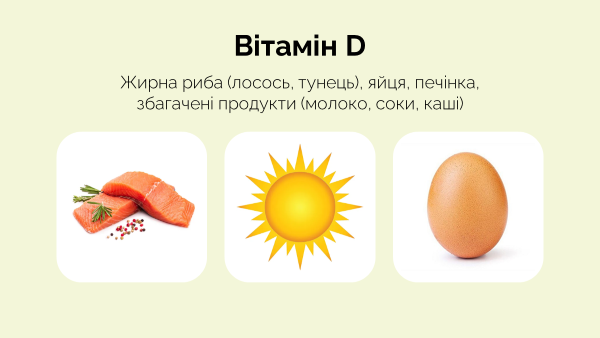 Вітамін D
Жирна риба (лосось, тунець), яйця, печінка,
збагачені продукти (молоко, соки, каші)